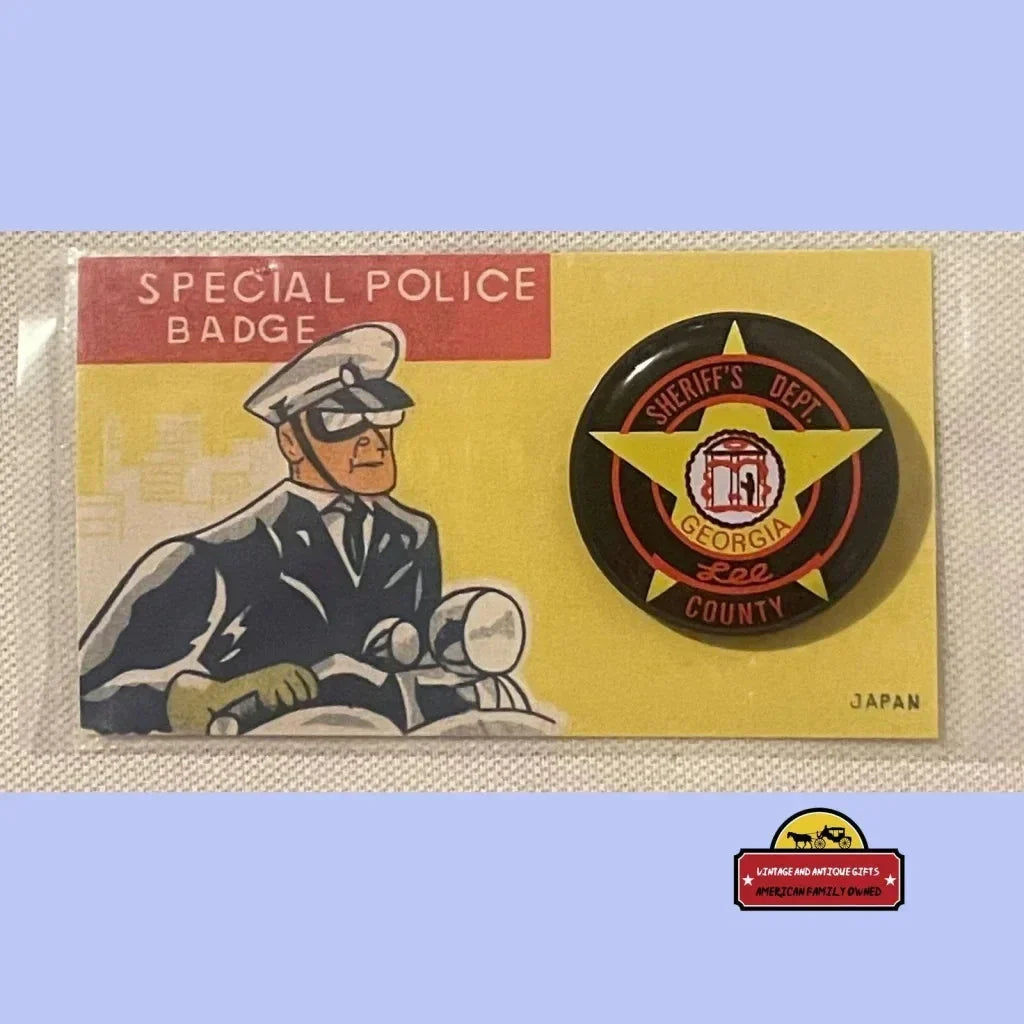 SPECIAL POLICE
BADGE
SHERIFF'S DEPT.
GEORGIA
Lee
COUNTY
JAPAN
VINTAGE AND ANTIQUE GIFTS
AMERICAN FAMILY OWNED